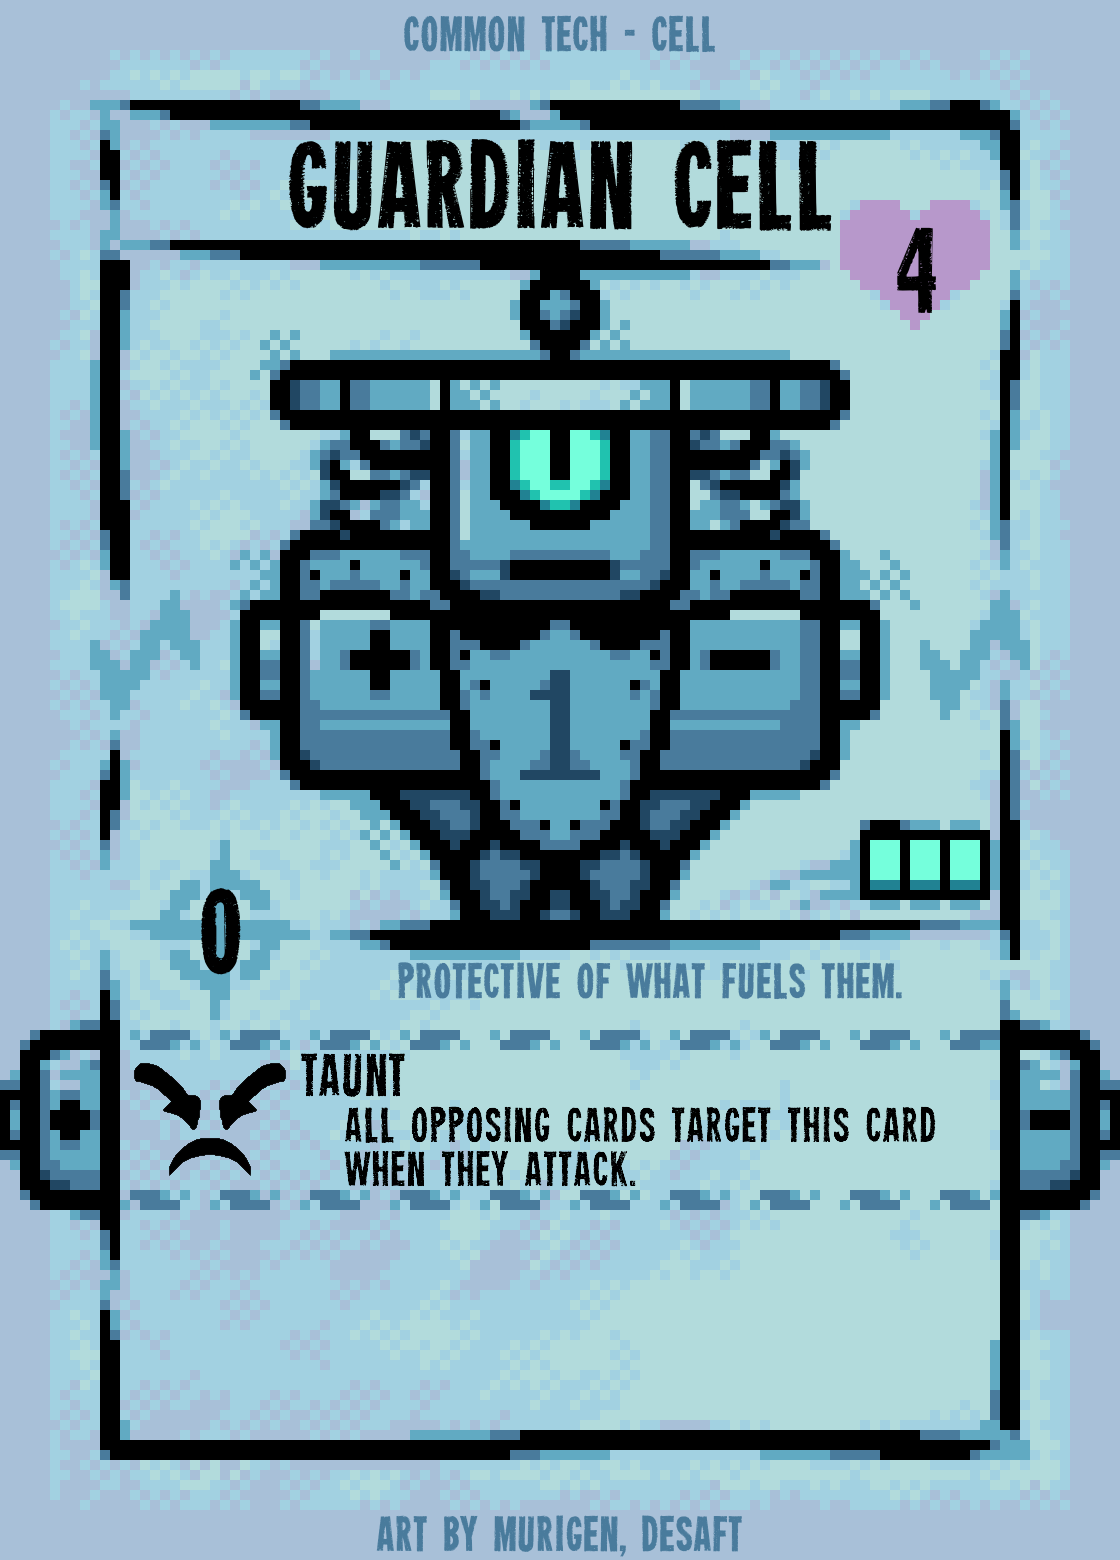 COMMON TECH - CELL
GUARDIAN CELL
4
+ -
1
0
PROTECTIVE OF WHAT FUELS THEM.
TAUNT
ALL OPPOSING CARDS TARGET THIS CARD
WHEN THEY ATTACK.
+ -
ART BY MURIGEN, DESAFT